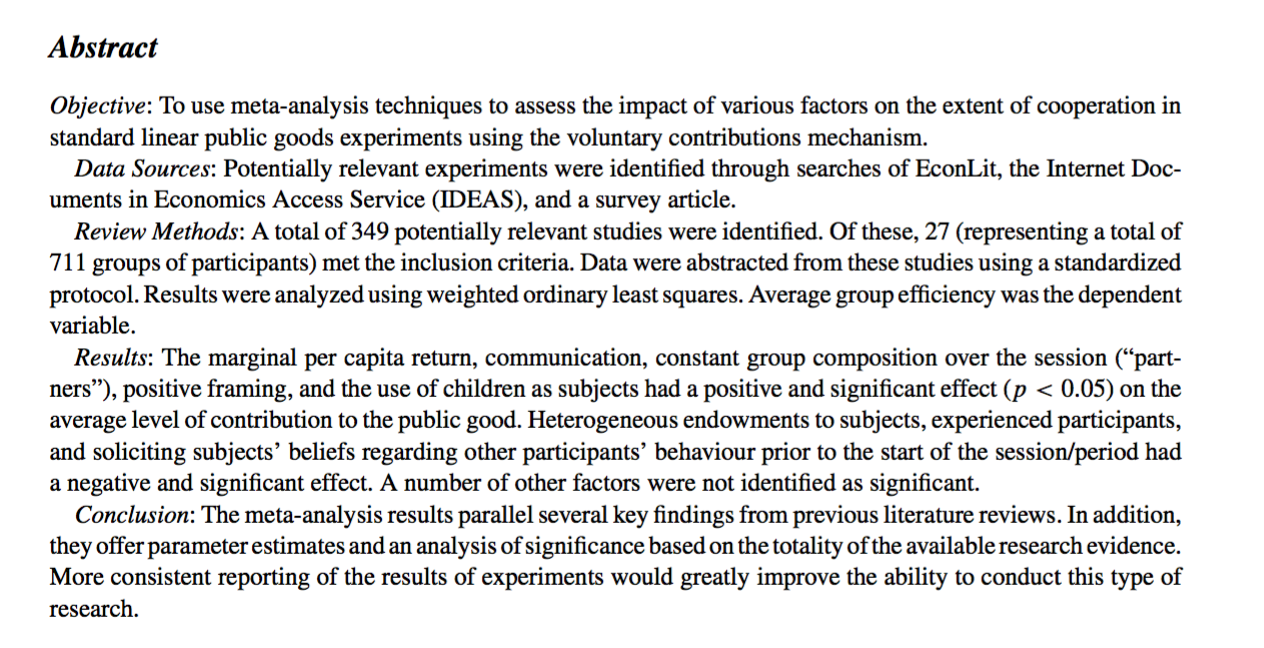 Abstract
Objective: To use meta-analysis techniques to assess the impact of various factors on the extent of cooperation in
standard linear public goods experiments using the voluntary contributions mechanism.
Data Sources: Potentially relevant experiments were identified through searches of EconLit, the Internet Doc-
uments in Economics Access Service (IDEAS), and a survey article.
Review Methods: A total of 349 potentially relevant studies were identified. Of these, 27 (representing a total of
711 groups of participants) met the inclusion criteria. Data were abstracted from these studies using a standardized
protocol. Results were analyzed using weighted ordinary least squares. Average group efficiency was the dependent
variable.
Results: The marginal per capita return, communication, constant group composition over the session (“part-
ners”), positive framing, and the use of children as subjects had a positive and significant effect (p < 0.05) on the
average level of contribution to the public good. Heterogeneous endowments to subjects, experienced participants,
and soliciting subjects’ beliefs regarding other participants’ behaviour prior to the start of the session/period had
a negative and significant effect. A number of other factors were not identified as significant.
Conclusion: The meta-analysis results parallel several key findings from previous literature reviews. In addition,
they offer parameter estimates and an analysis of significance based on the totality of the available research evidence.
More consistent reporting of the results of experiments would greatly improve the ability to conduct this type of
research.